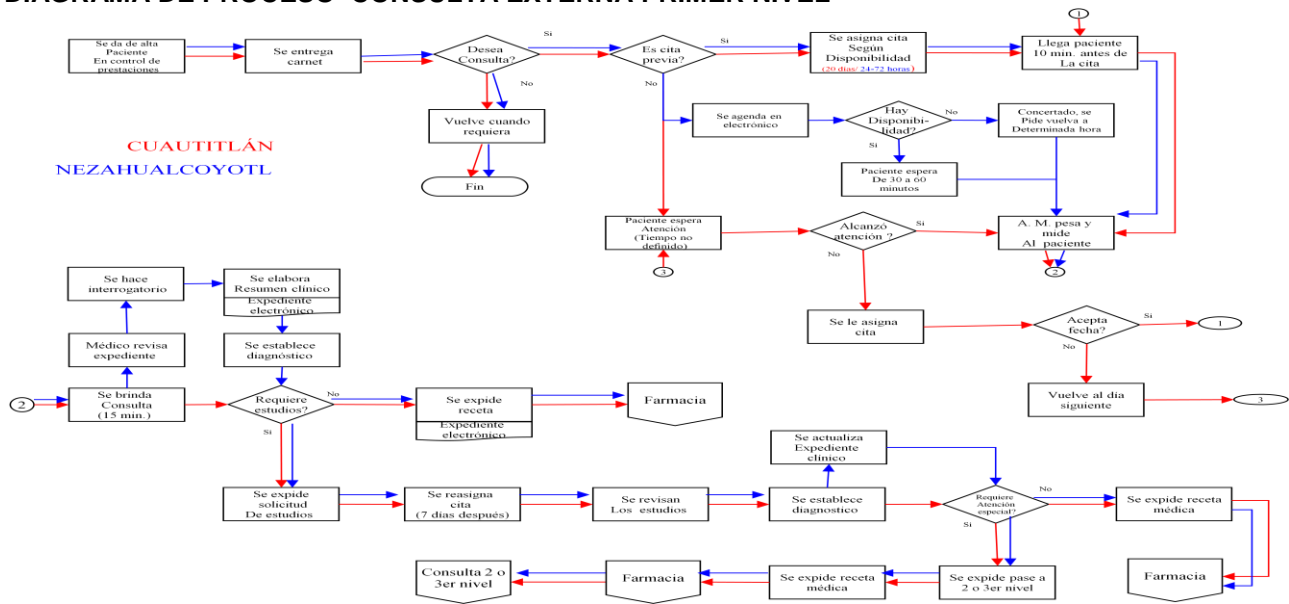 DIAGRAMA DE PROCESO CONSULTA EXTERNA PRIMER NIVEL
1
Se da de alta
Paciente
En control de
prestaciones
Se entrega
carnet
Desea
Consulta?
Si
No
Es cita
previa?
Si
No
Se asigna cita
Según
Disponibilidad
(20 días/ 24-72 horas)
Llega paciente
10 min. antes de
La cita
Vuelve cuando
requiera
Fin
Se agenda en
electrónico
Hay
Disponibi-
lidad?
No
Si
Concertado, se
Pide vuelva a
Determinada hora
Paciente espera
De 30 a 60
minutos
CUAUTITLÁN
NEZAHUALCOYOTL
Paciente espera
Atención
(Tiempo no
definido)
3
Alcanzó
atención ?
Si
No
A. M. pesa y
mide
Al paciente
2
Se le asigna
cita
Acepta
fecha?
Si
No
1
Vuelve al día
siguiente
3
Se hace
interrogatorio
Se elabora
Resumen clínico
Expediente
electrónico
Médico revisa
expediente
Se establece
diagnóstico
2
Se brinda
Consulta
(15 min.)
Requiere
estudios?
No
Si
Se expide
receta
Expediente
electrónico
Farmacia
Se expide
solicitud
De estudios
Se reasigna
cita
(7 días después)
Se revisan
Los estudios
Se establece
diagnostico
Se actualiza
Expediente
clínico
Requiere
Atención
especial?
No
Si
Se expide receta
médica
Farmacia
Se expide pase a
2 o 3er nivel
Se expide receta
médica
Farmacia
Consulta 2 o
3er nivel